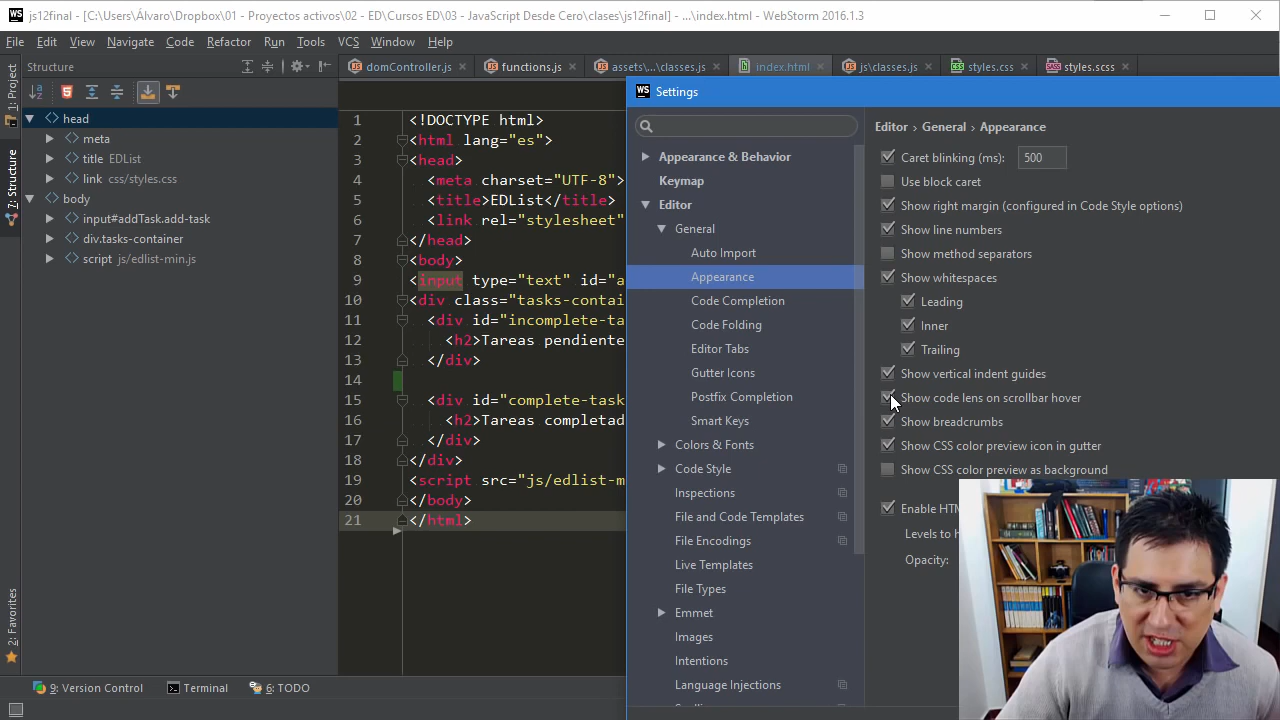 WS js12final - [C:\Users\Álvaro\Dropbox\01 - Proyectos activos\02 - ED\Cursos ED\03 - JavaScript Desde Cero\clases\js12final] - ...\index.html - WebStorm 2016.1.3
File Edit View Navigate Code Refactor Run Tools VCS Window Help
Structure
domController.js functions.js assets\...\classes.js index.html js\classes.js styles.css styles.scss
1: Project
7: Structure
2: Favorites
head
meta
title EDList
link css/styles.css
body
input#addTask.add-task
div.tasks-container
script js/edlist-min.js
1 <!DOCTYPE html>
2 <html lang="es">
3 <head>
4 <meta charset="UTF-8">
5 <title>EDList</title>
6 <link rel="stylesheet"
7 </head>
8 <body>
9 <input type="text" id="a
10 <div class="tasks-contai
11 <div id="incomplete-ta
12 <h2>Tareas pendiente
13 </div>
14
15 <div id="complete-task
16 <h2>Tareas completad
17 </div>
18 </div>
19 <script src="js/edlist-m
20 </body>
21 </html>
WS Settings
Appearance & Behavior
Keymap
Editor
General
Auto Import
Appearance
Code Completion
Code Folding
Editor Tabs
Gutter Icons
Postfix Completion
Smart Keys
Colors & Fonts
Code Style
Inspections
File and Code Templates
File Encodings
Live Templates
File Types
Emmet
Images
Intentions
Language Injections
Editor › General › Appearance
Caret blinking (ms): 500
Use block caret
Show right margin (configured in Code Style options)
Show line numbers
Show method separators
Show whitespaces
Leading
Inner
Trailing
Show vertical indent guides
Show code lens on scrollbar hover
Show breadcrumbs
Show CSS color preview icon in gutter
Show CSS color preview as background
Enable HTM
Levels to h
Opacity:
9: Version Control Terminal 6: TODO